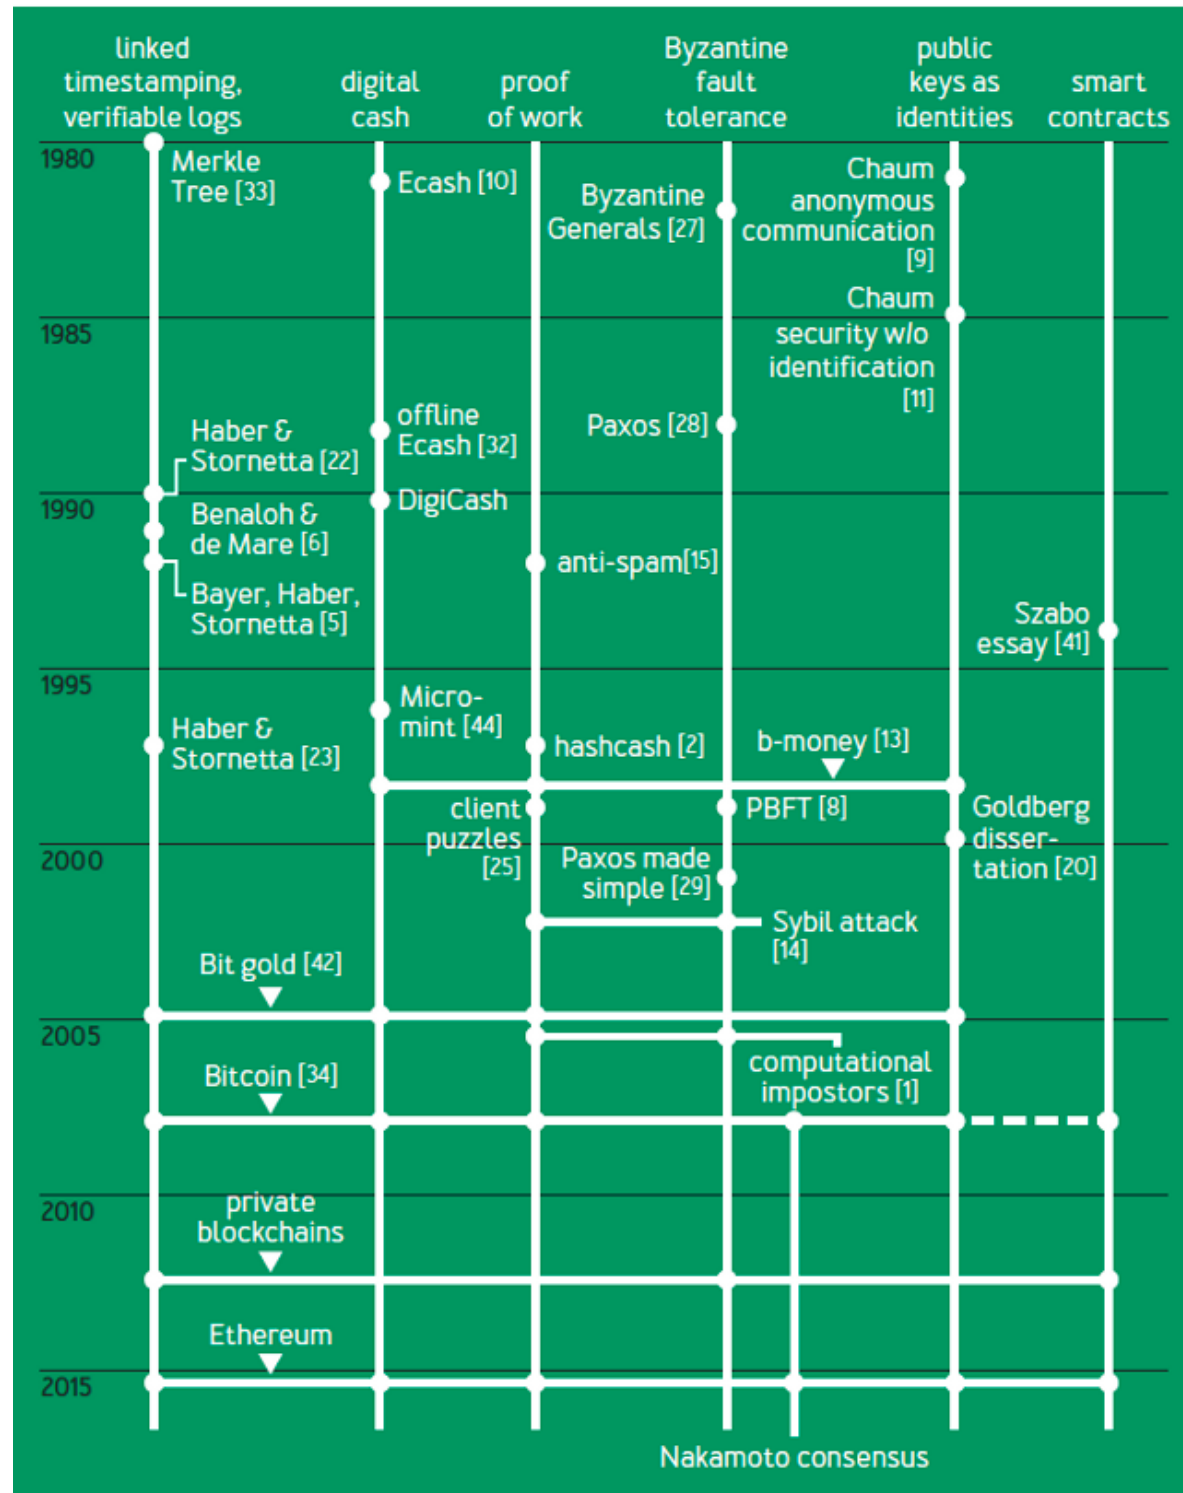 linked
timestamping,
verifiable logs
digital
cash
proof
of work
Byzantine
fault
tolerance
public
keys as
identities
smart
contracts
1980
Merkle
Tree [33]
Ecash [10]
Byzantine
Generals [27]
Chaum
anonymous
communication
[9]
1985
Chaum
security w/o
identification
[11]
Haber &
Stornetta [22]
offline
Ecash [32]
Paxos [28]
1990
DigiCash
Benaloh &
de Mare [6]
anti-spam[15]
Bayer, Haber,
Stornetta [5]
Szabo
essay [41]
1995
Micro-
mint [44]
Haber &
Stornetta [23]
hashcash [2]
b-money [13]
client
puzzles
[25]
PBFT [8]
Goldberg
disser-
tation [20]
2000
Paxos made
simple [29]
Sybil attack
[14]
Bit gold [42]
2005
computational
impostors [1]
Bitcoin [34]
2010
private
blockchains
Ethereum
2015
Nakamoto consensus